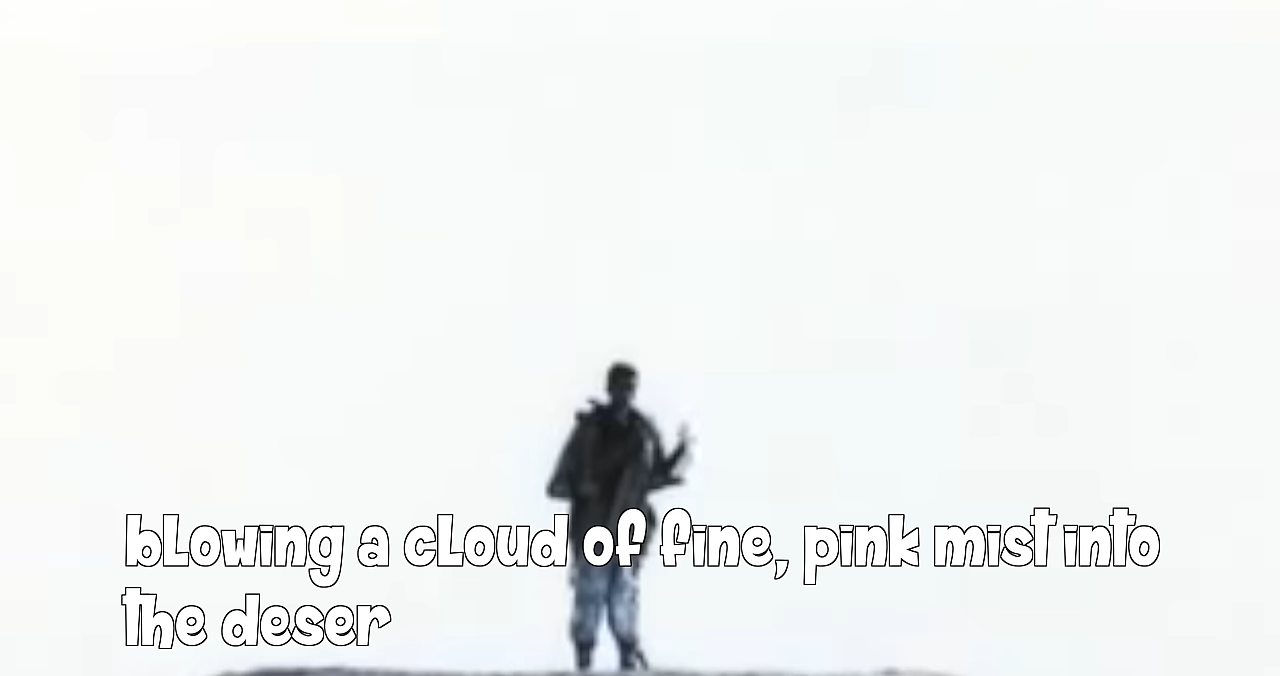 blowing a cloud of fine, pink mist into
the deser